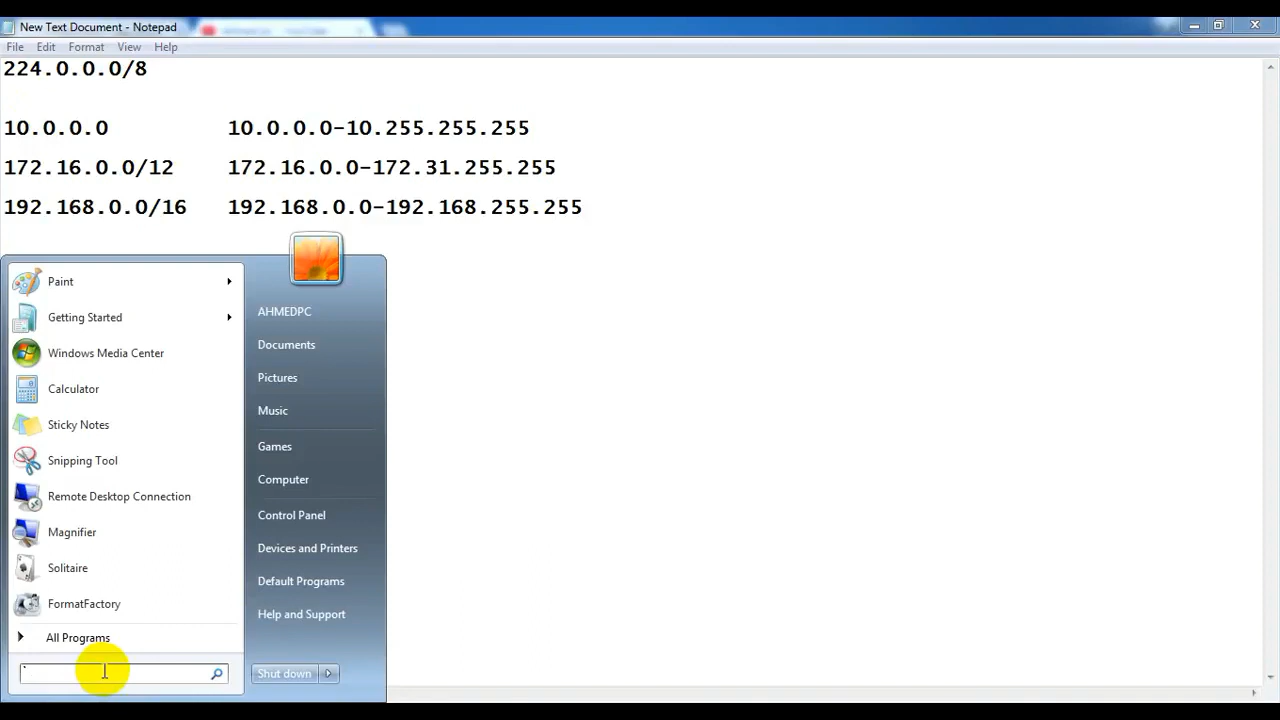 New Text Document - Notepad
File Edit Format View Help
224.0.0.0/8
10.0.0.0 10.0.0.0-10.255.255.255
172.16.0.0/12 172.16.0.0-172.31.255.255
192.168.0.0/16 192.168.0.0-192.168.255.255
Paint
Getting Started
Windows Media Center
Calculator
Sticky Notes
Snipping Tool
Remote Desktop Connection
Magnifier
Solitaire
FormatFactory
All Programs
AHMEDPC
Documents
Pictures
Music
Games
Computer
Control Panel
Devices and Printers
Default Programs
Help and Support
Shut down